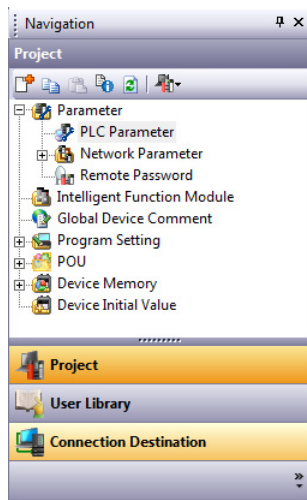 Navigation
Project
Parameter
PLC Parameter
Network Parameter
Remote Password
Intelligent Function Module
Global Device Comment
Program Setting
POU
Device Memory
Device Initial Value
Project
User Library
Connection Destination